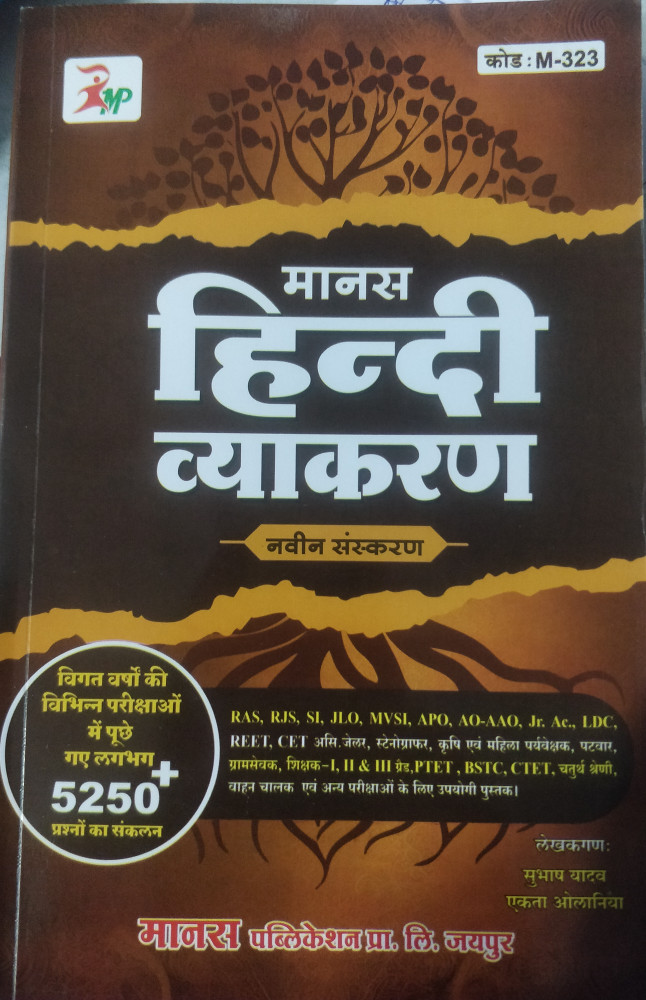 MP
कोड : M-323
मानस
हिन्दी
व्याकरण
नवीन संस्करण
विगत वर्षों की
विभिन्न परीक्षाओं
में पूछे
गए लगभग
5250+
प्रश्नों का संकलन
RAS, RJS, SI, JLO, MVSI, APO, AO-AAO, Jr. Ac., LDC,
REET, CET असि.जेलर, स्टेनोग्राफर, कृषि एवं महिला पर्यवेक्षक, पटवार,
ग्रामसेवक, शिक्षक-I, II & III ग्रेड,PTET , BSTC, CTET, चतुर्थ श्रेणी,
वाहन चालक एवं अन्य परीक्षाओं के लिए उपयोगी पुस्तक।
लेखकगण:
सुभाष यादव
एकता ओलानिया
मानस पब्लिकेशन प्रा. लि. जयपुर